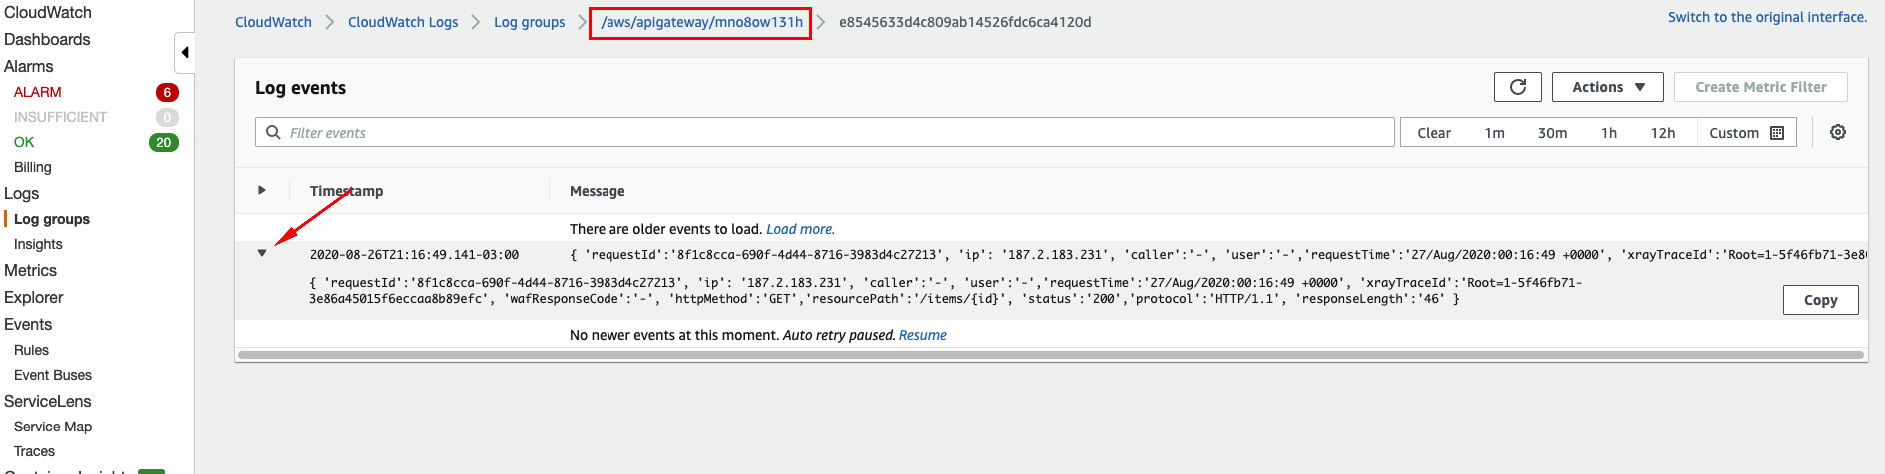 CloudWatch
Dashboards
Alarms
ALARM 6
INSUFFICIENT 0
OK 20
Billing
Logs
Log groups
Insights
Metrics
Explorer
Events
Rules
Event Buses
ServiceLens
Service Map
Traces
CloudWatch CloudWatch Logs Log groups /aws/apigateway/mno8ow131h e8545633d4c809ab14526fdc6ca4120d
Switch to the original interface.
Log events
Actions Create Metric Filter
Filter events
Clear 1m 30m 1h 12h Custom
Timestamp Message
There are older events to load. Load more.
2020-08-26T21:16:49.141-03:00 { 'requestId':'8f1c8cca-690f-4d44-8716-3983d4c27213', 'ip': '187.2.183.231', 'caller':'-', 'user':'-','requestTime':'27/Aug/2020:00:16:49 +0000', 'xrayTraceId':'Root=1-5f46fb71-3e8
{ 'requestId':'8f1c8cca-690f-4d44-8716-3983d4c27213', 'ip': '187.2.183.231', 'caller':'-', 'user':'-','requestTime':'27/Aug/2020:00:16:49 +0000', 'xrayTraceId':'Root=1-5f46fb71-
3e86a45015f6eccaa8b89efc', 'wafResponseCode':'-', 'httpMethod':'GET','resourcePath':'/items/{id}', 'status':'200','protocol':'HTTP/1.1', 'responseLength':'46' }
Copy
No newer events at this moment. Auto retry paused. Resume